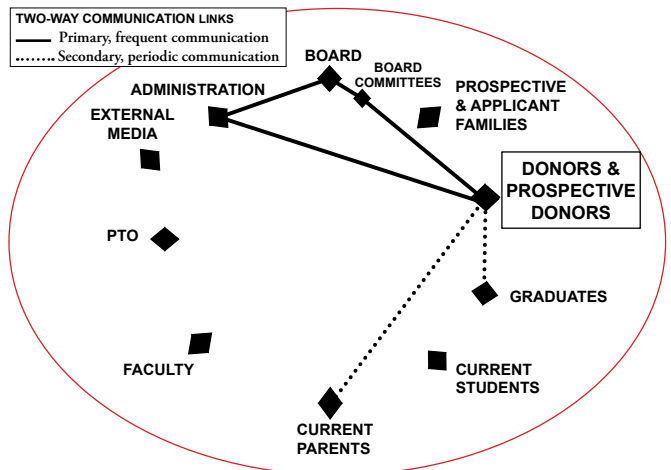 TWO-WAY COMMUNICATION LINKS
Primary, frequent communication
Secondary, periodic communication
BOARD
BOARD
COMMITTEES
ADMINISTRATION
PROSPECTIVE
& APPLICANT
FAMILIES
EXTERNAL
MEDIA
DONORS &
PROSPECTIVE
DONORS
PTO
GRADUATES
FACULTY
CURRENT
STUDENTS
CURRENT
PARENTS